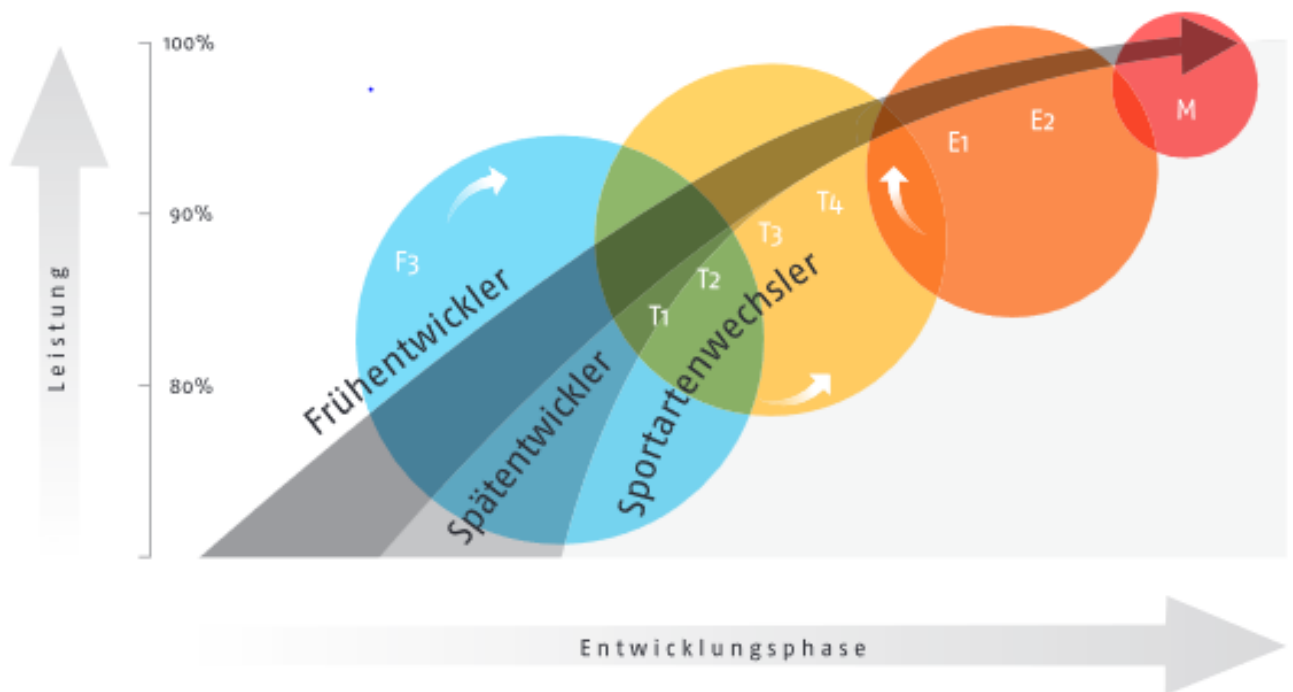 100%
90%
80%
Leistung
F3
Frühentwickler
Spätentwickler
Sportartenwechsler
T1
T2
T3
T4
E1
E2
M
Entwicklungsphase